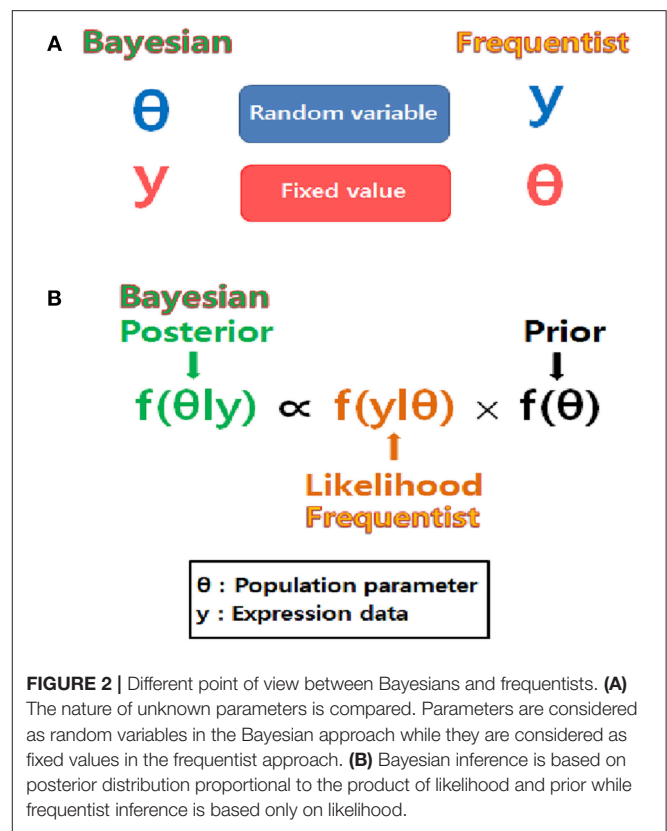 A Bayesian Frequentist
θ Random variable y
y Fixed value θ
B Bayesian
Posterior Prior
f(θ|y) ∝ f(y|θ) × f(θ)
Likelihood
Frequentist
θ : Population parameter
y : Expression data
FIGURE 2 | Different point of view between Bayesians and frequentists. (A)
The nature of unknown parameters is compared. Parameters are considered
as random variables in the Bayesian approach while they are considered as
fixed values in the frequentist approach. (B) Bayesian inference is based on
posterior distribution proportional to the product of likelihood and prior while
frequentist inference is based only on likelihood.